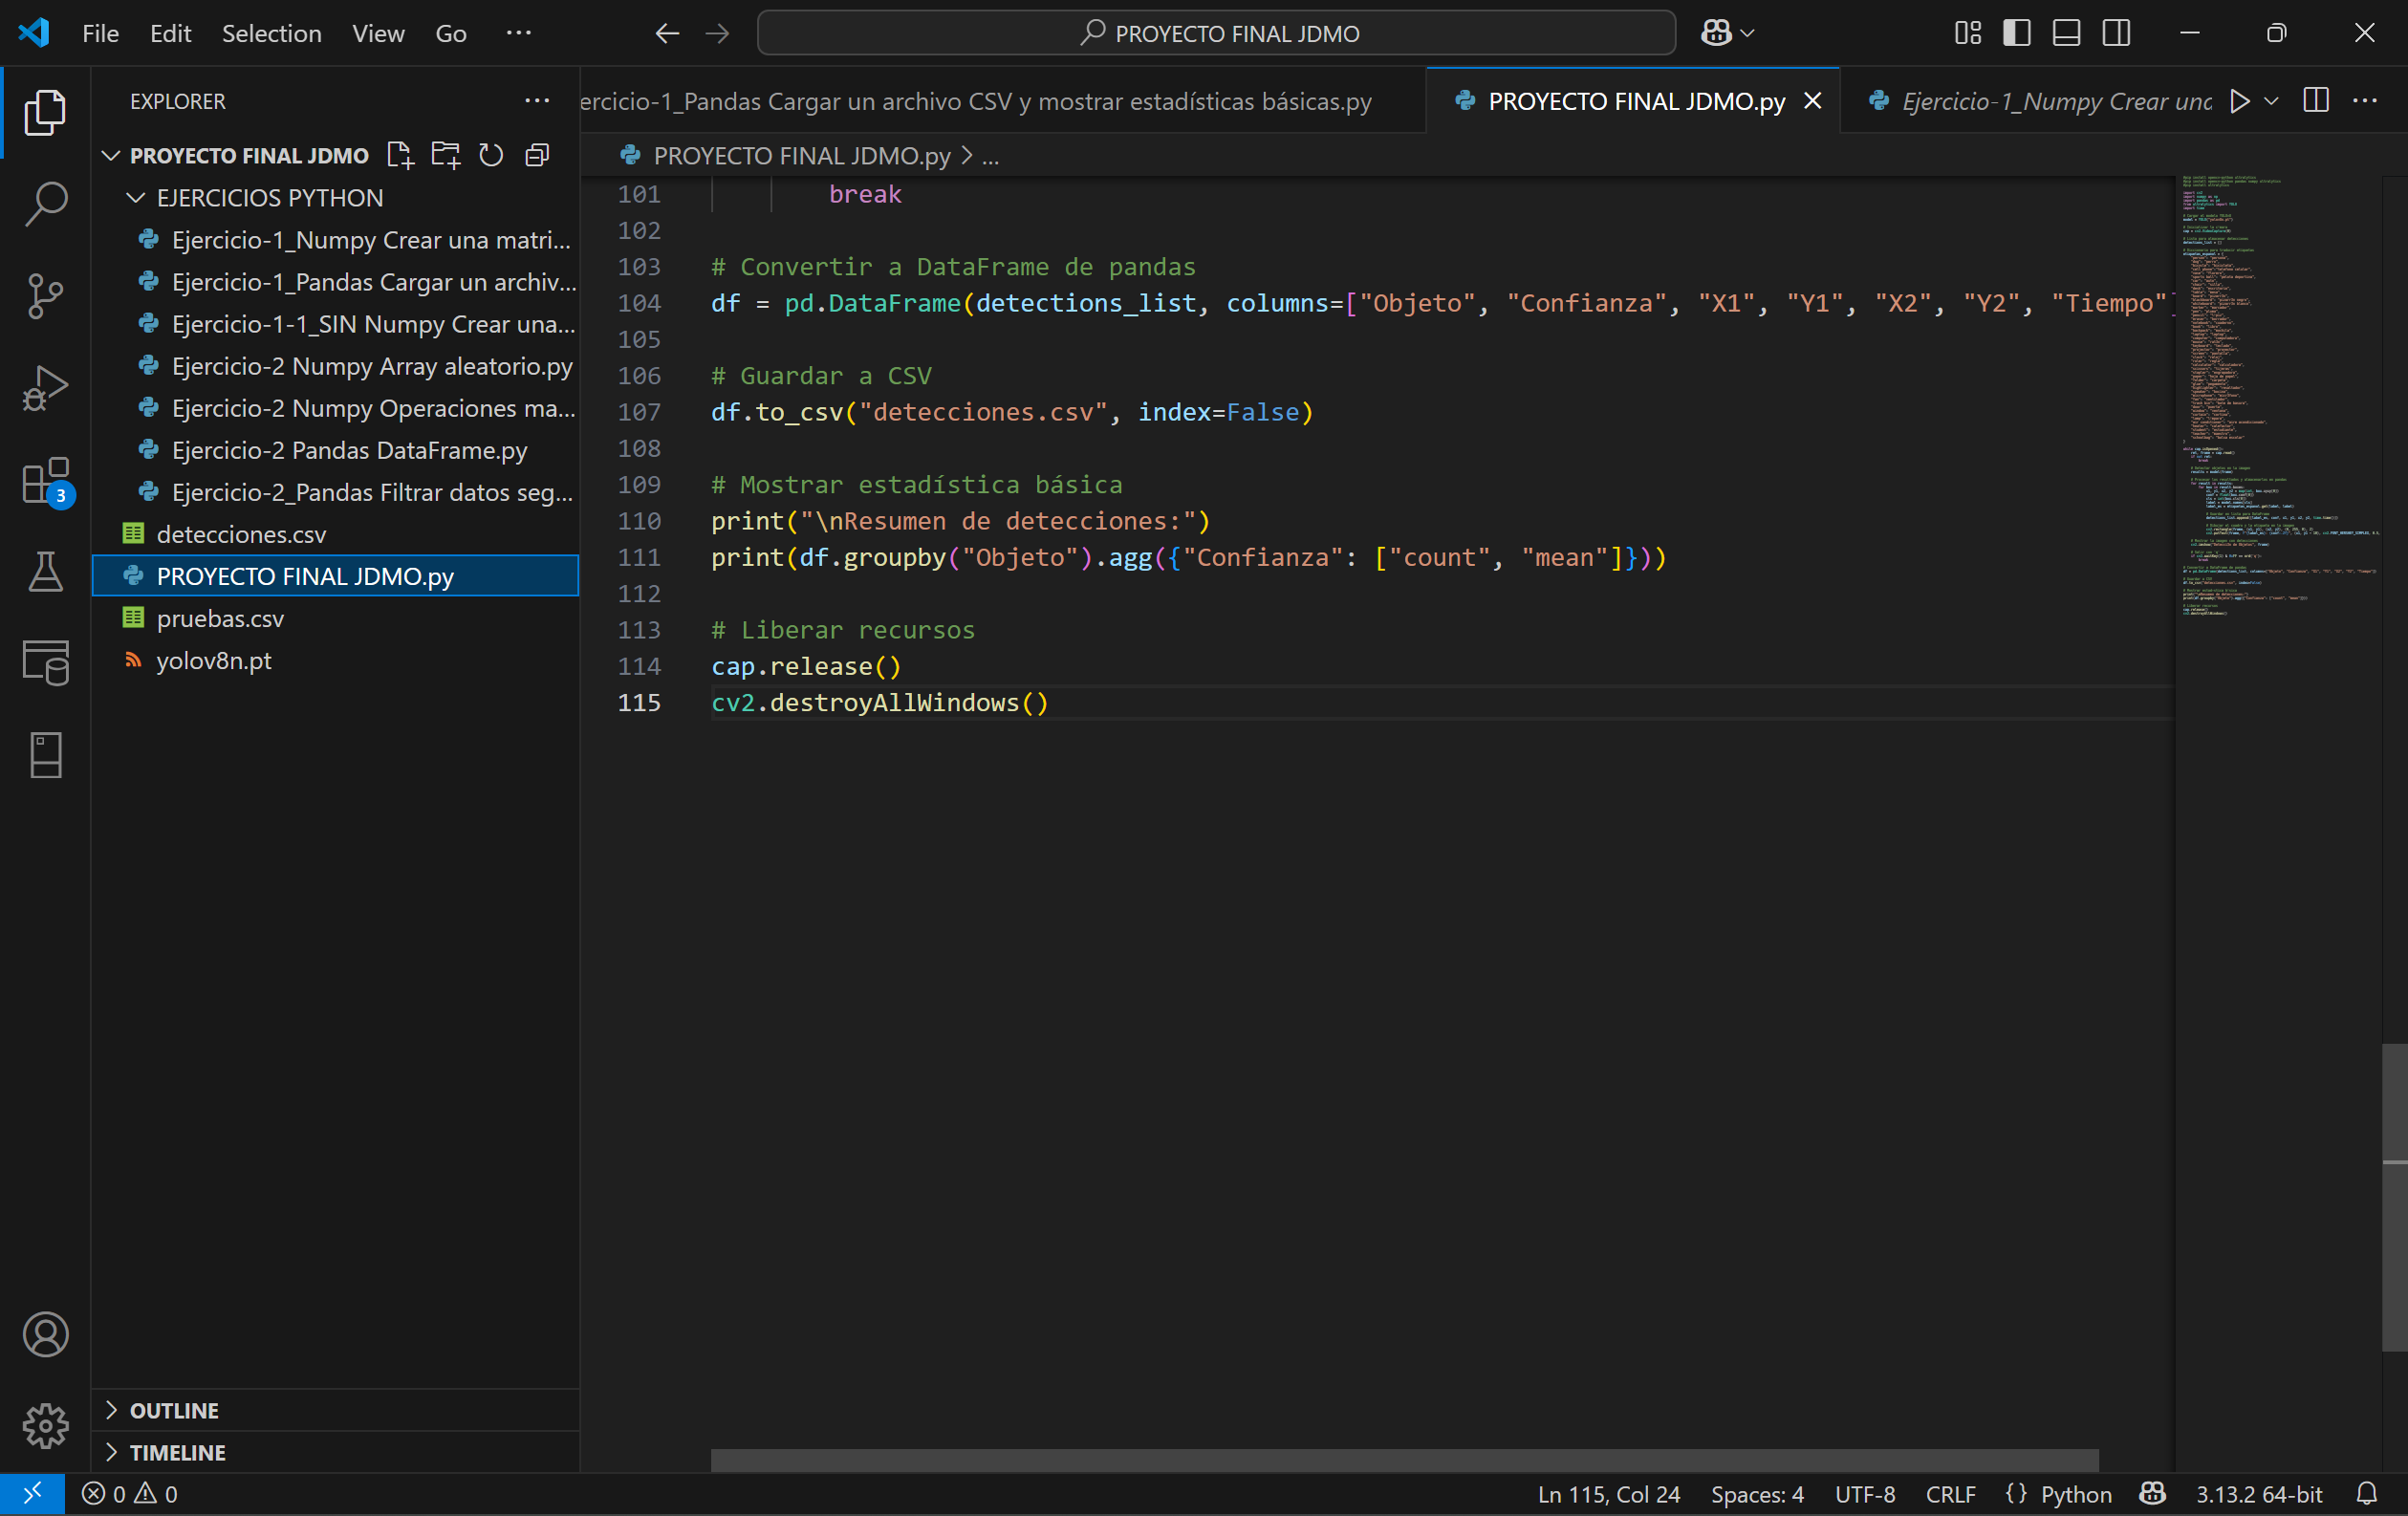 File Edit Selection View Go ···
PROYECTO FINAL JDMO
EXPLORER
PROYECTO FINAL JDMO
EJERCICIOS PYTHON
Ejercicio-1_Numpy Crear una matri...
Ejercicio-1_Pandas Cargar un archiv...
Ejercicio-1-1_SIN Numpy Crear una...
Ejercicio-2 Numpy Array aleatorio.py
Ejercicio-2 Numpy Operaciones ma...
Ejercicio-2 Pandas DataFrame.py
Ejercicio-2_Pandas Filtrar datos seg...
detecciones.csv
PROYECTO FINAL JDMO.py
pruebas.csv
yolov8n.pt
OUTLINE
TIMELINE
3
ercicio-1_Pandas Cargar un archivo CSV y mostrar estadísticas básicas.py
PROYECTO FINAL JDMO.py
Ejercicio-1_Numpy Crear una
PROYECTO FINAL JDMO.py > ...
101 break
102
103 # Convertir a DataFrame de pandas
104 df = pd.DataFrame(detections_list, columns=["Objeto", "Confianza", "X1", "Y1", "X2", "Y2", "Tiempo"]
105
106 # Guardar a CSV
107 df.to_csv("detecciones.csv", index=False)
108
109 # Mostrar estadística básica
110 print("\nResumen de detecciones:")
111 print(df.groupby("Objeto").agg({"Confianza": ["count", "mean"]}))
112
113 # Liberar recursos
114 cap.release()
115 cv2.destroyAllWindows()
0 0
Ln 115, Col 24 Spaces: 4 UTF-8 CRLF {} Python 3.13.2 64-bit